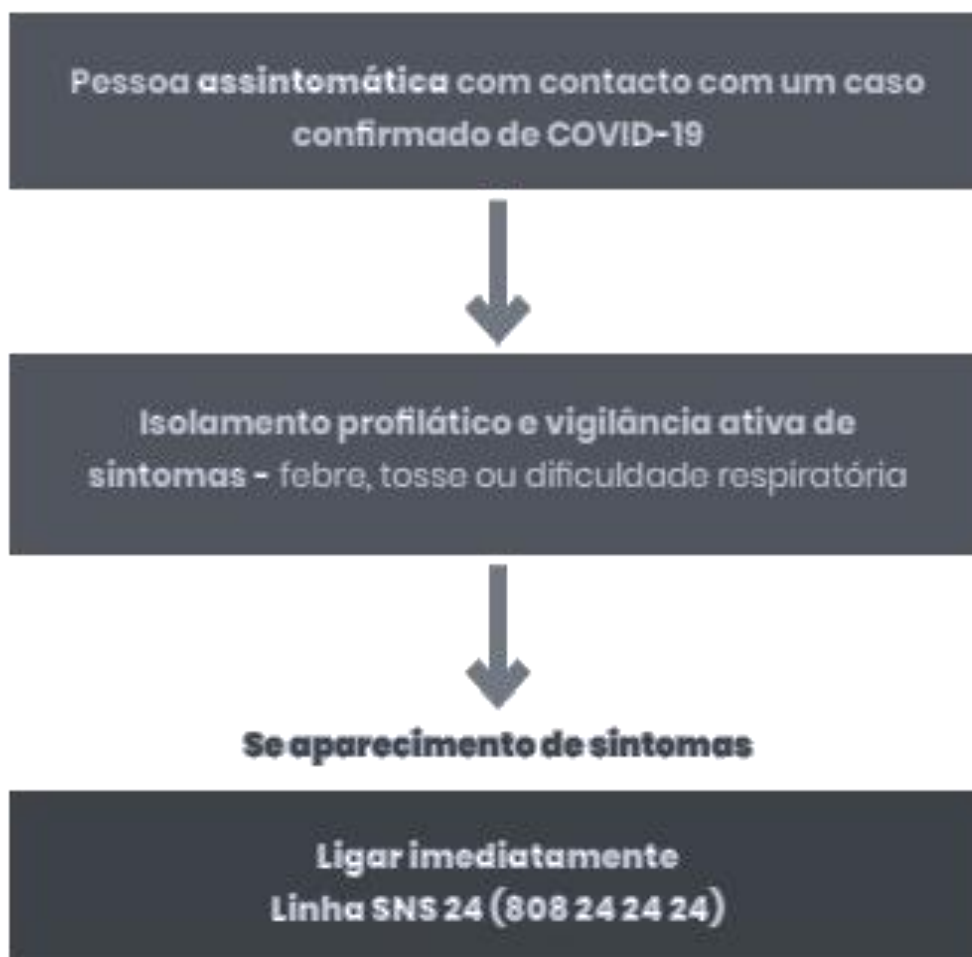 Pessoa assintomática com contacto com um caso
confirmado de COVID-19
Isolamento profilático e vigilância ativa de
sintomas - febre, tosse ou dificuldade respiratória
Se aparecimento de sintomas
Ligar imediatamente
Linha SNS 24 (808 24 24 24)